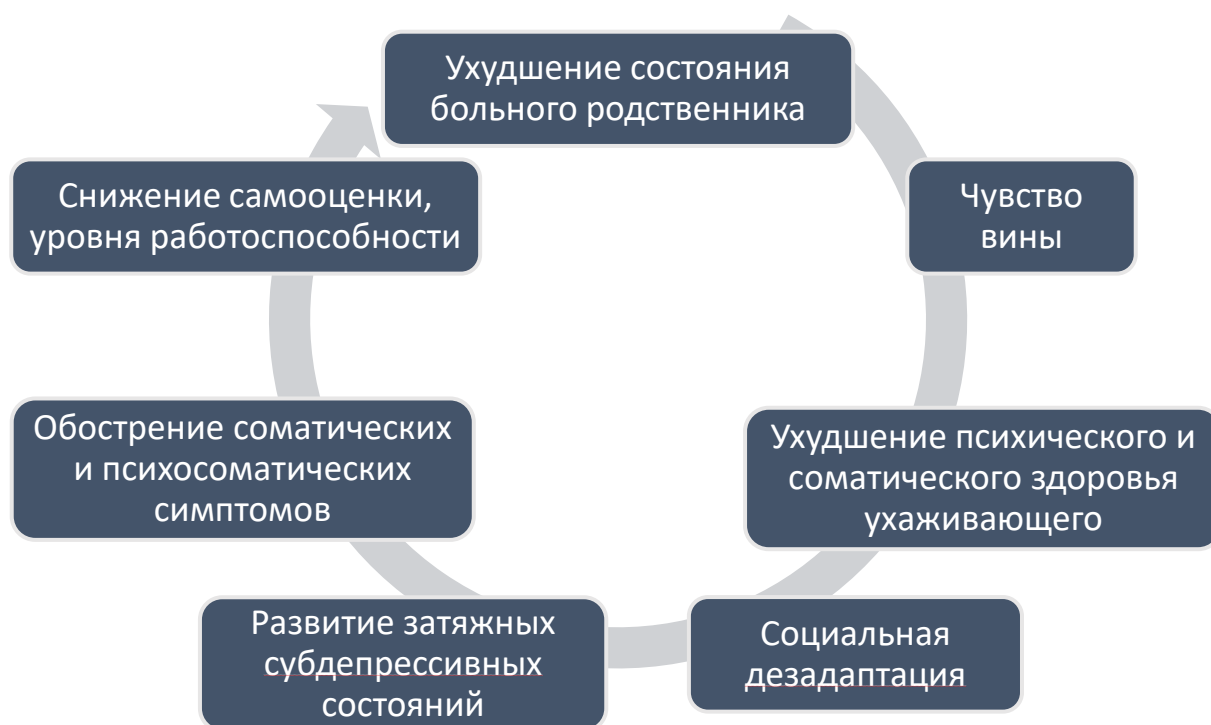 Ухудшение состояния
больного родственника
Чувство
вины
Ухудшение психического и
соматического здоровья
ухаживающего
Социальная
дезадаптация
Развитие затяжных
субдепрессивных
состояний
Обострение соматических
и психосоматических
симптомов
Снижение самооценки,
уровня работоспособности